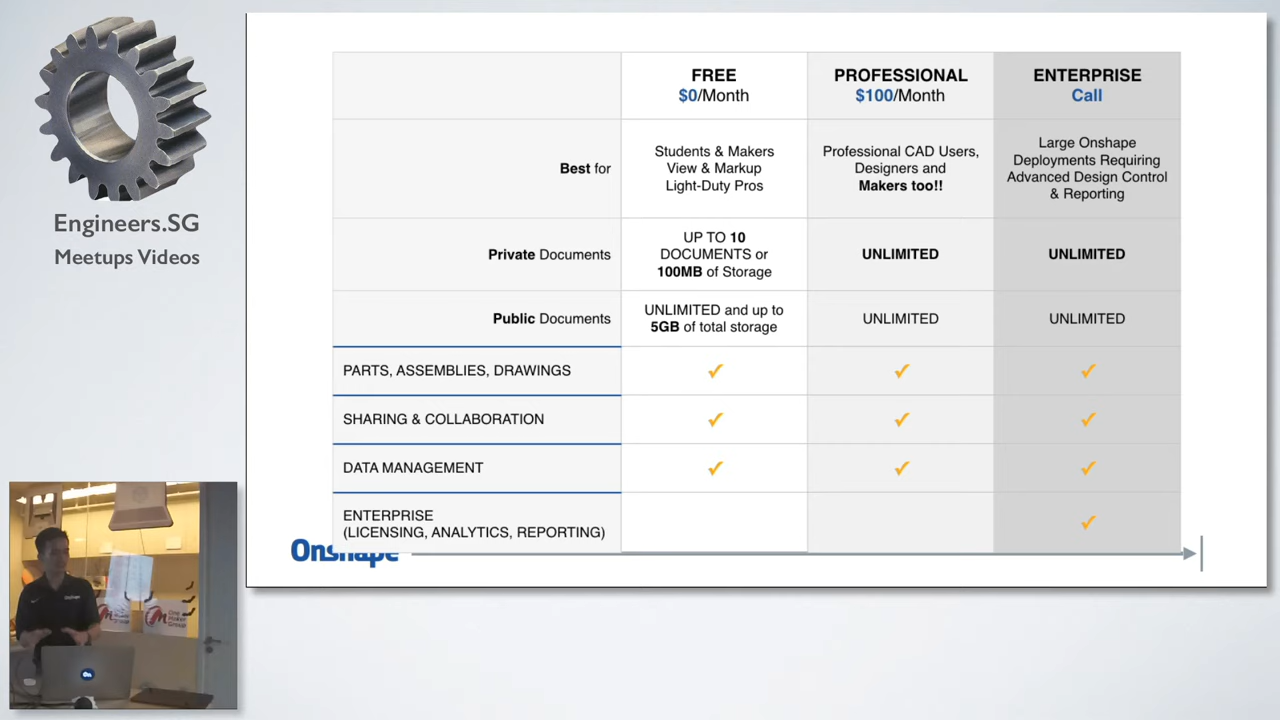 Engineers.SG
Meetups Videos
FREE
$0/Month
PROFESSIONAL
$100/Month
ENTERPRISE
Call
Best for
Students & Makers
View & Markup
Light-Duty Pros
Professional CAD Users,
Designers and
Makers too!!
Large Onshape
Deployments Requiring
Advanced Design Control
& Reporting
Private Documents
UP TO 10
DOCUMENTS or
100MB of Storage
UNLIMITED
UNLIMITED
Public Documents
UNLIMITED and up to
5GB of total storage
UNLIMITED
UNLIMITED
PARTS, ASSEMBLIES, DRAWINGS
✓ ✓ ✓
SHARING & COLLABORATION
✓ ✓ ✓
DATA MANAGEMENT
✓ ✓ ✓
ENTERPRISE
(LICENSING, ANALYTICS, REPORTING)
✓
Onshape
One
Maker
Group